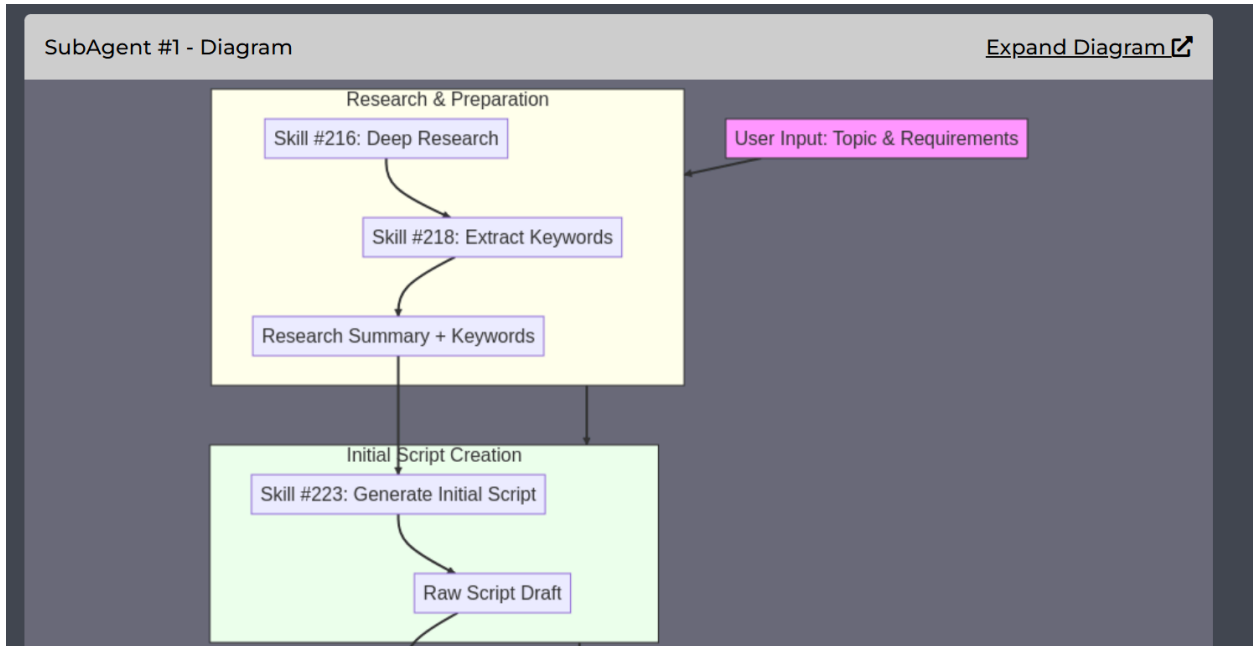 SubAgent #1 - Diagram
Expand Diagram
Research & Preparation
Skill #216: Deep Research
User Input: Topic & Requirements
Skill #218: Extract Keywords
Research Summary + Keywords
Initial Script Creation
Skill #223: Generate Initial Script
Raw Script Draft